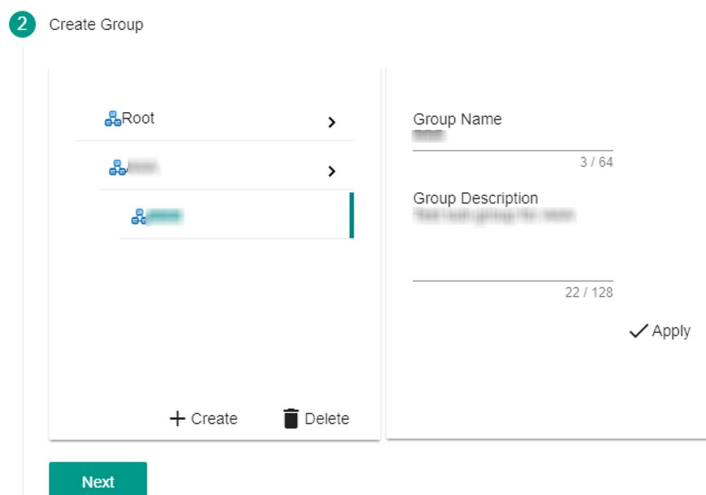 2 Create Group
Root
Group Name
3 / 64
Group Description
22 / 128
Apply
Create Delete
Next